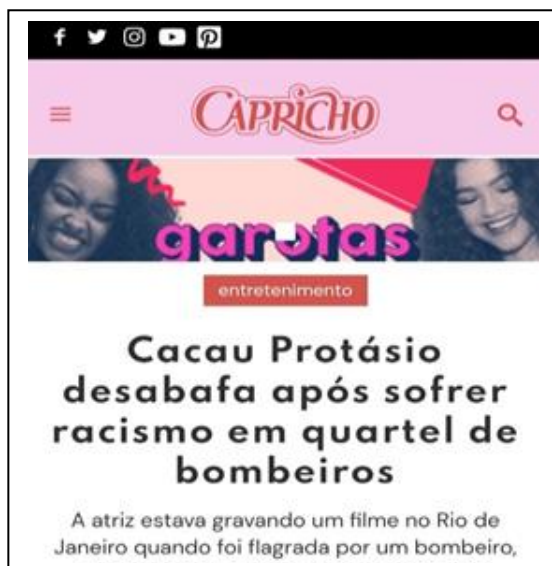 CAPRICHO
garotas
entretenimento
Cacau Protásio
desabafa após sofrer
racismo em quartel de
bombeiros
A atriz estava gravando um filme no Rio de
Janeiro quando foi flagrada por um bombeiro,